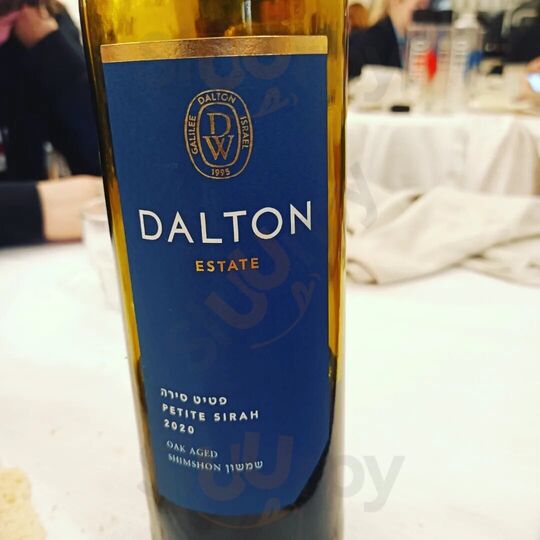 GALILEE DALTON ISRAEL
DW
1995
DALTON
ESTATE
פטיט סירה
PETITE SIRAH
2020
OAK AGED
SHIMSHON שמשון